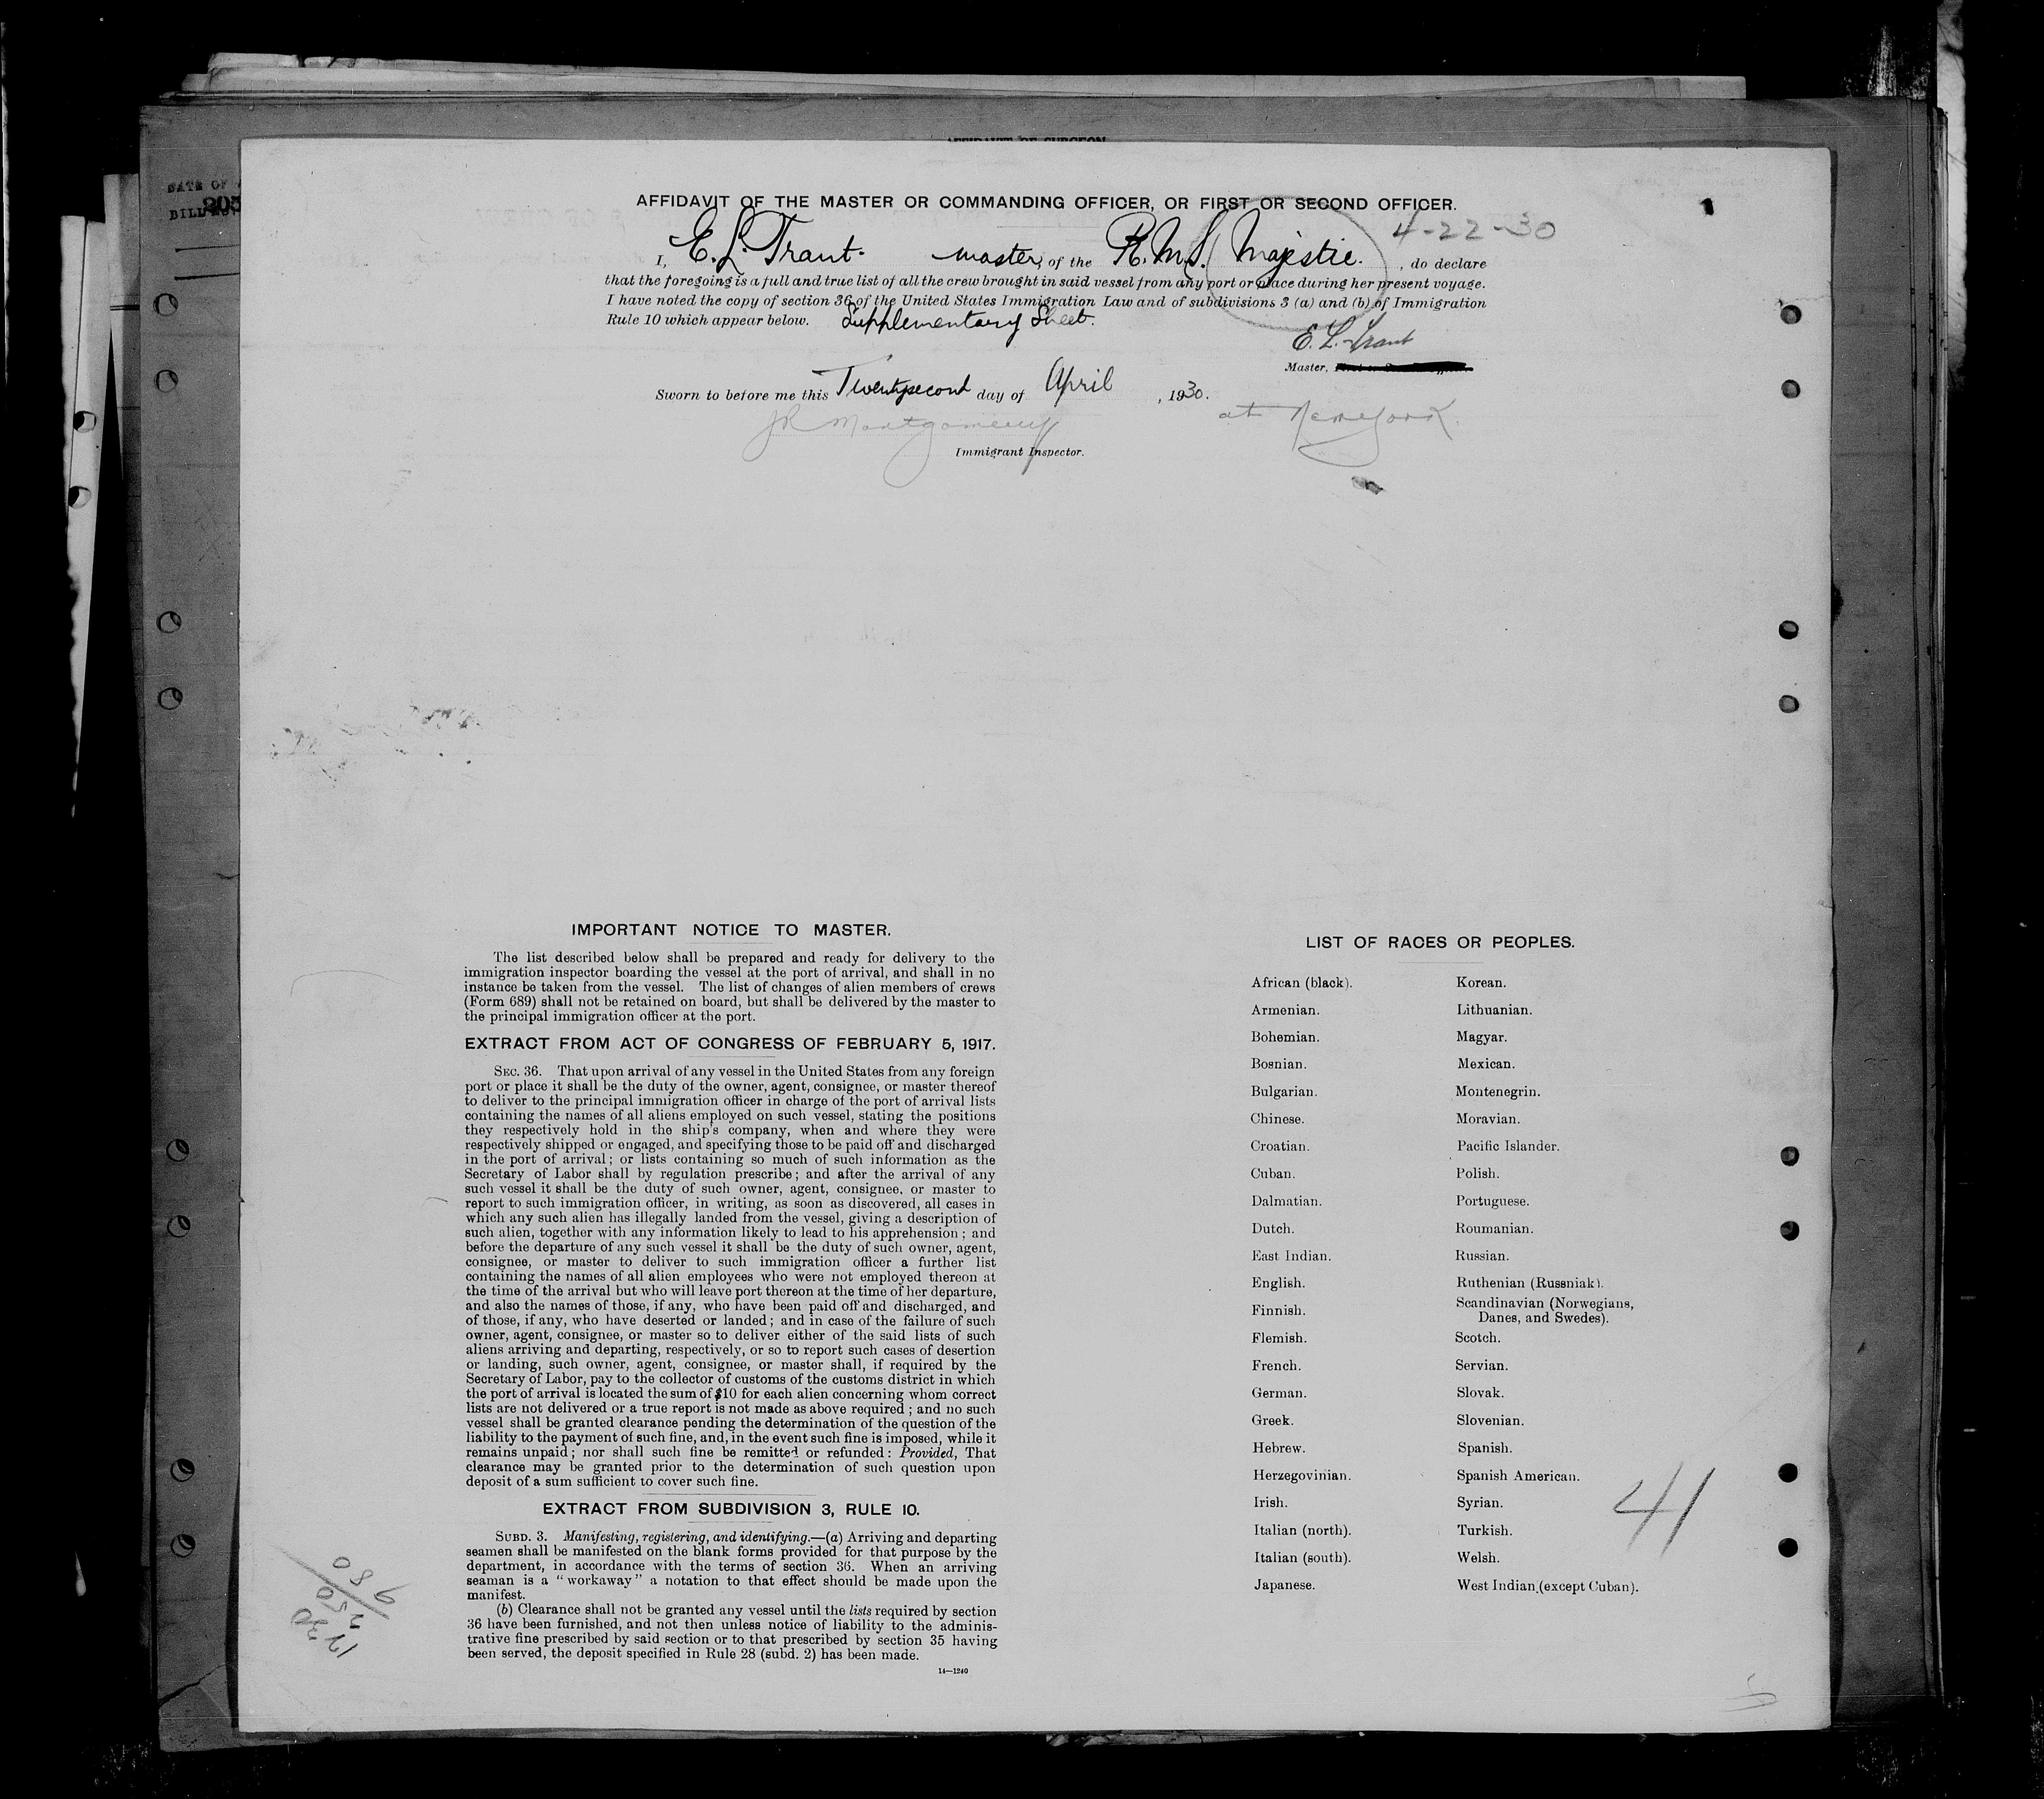 AFFIDAVIT OF SURGEON
DATE OF
BILL NO.
AFFIDAVIT OF THE MASTER OR COMMANDING OFFICER, OR FIRST OR SECOND OFFICER.
4-22-30
I, E. L. Trant. master, of the R.M.S. Majestic. , do declare
that the foregoing is a full and true list of all the crew brought in said vessel from any port or place during her present voyage.
I have noted the copy of section 36 of the United States Immigration Law and of subdivisions 3 (a) and (b) of Immigration
Rule 10 which appear below. Supplementary Sheet.
E. L. Trant
Master,
Sworn to before me this Twentysecond day of April , 1930.
at New York
JR Montgomery
Immigrant Inspector.
IMPORTANT NOTICE TO MASTER.
The list described below shall be prepared and ready for delivery to the
immigration inspector boarding the vessel at the port of arrival, and shall in no
instance be taken from the vessel. The list of changes of alien members of crews
(Form 689) shall not be retained on board, but shall be delivered by the master to
the principal immigration officer at the port.
EXTRACT FROM ACT OF CONGRESS OF FEBRUARY 5, 1917.
SEC. 36. That upon arrival of any vessel in the United States from any foreign
port or place it shall be the duty of the owner, agent, consignee, or master thereof
to deliver to the principal immigration officer in charge of the port of arrival lists
containing the names of all aliens employed on such vessel, stating the positions
they respectively hold in the ship's company, when and where they were
respectively shipped or engaged, and specifying those to be paid off and discharged
in the port of arrival; or lists containing so much of such information as the
Secretary of Labor shall by regulation prescribe; and after the arrival of any
such vessel it shall be the duty of such owner, agent, consignee, or master to
report to such immigration officer, in writing, as soon as discovered, all cases in
which any such alien has illegally landed from the vessel, giving a description of
such alien, together with any information likely to lead to his apprehension; and
before the departure of any such vessel it shall be the duty of such owner, agent,
consignee, or master to deliver to such immigration officer a further list
containing the names of all alien employees who were not employed thereon at
the time of the arrival but who will leave port thereon at the time of her departure,
and also the names of those, if any, who have been paid off and discharged, and
of those, if any, who have deserted or landed; and in case of the failure of such
owner, agent, consignee, or master so to deliver either of the said lists of such
aliens arriving and departing, respectively, or so to report such cases of desertion
or landing, such owner, agent, consignee, or master shall, if required by the
Secretary of Labor, pay to the collector of customs of the customs district in which
the port of arrival is located the sum of $10 for each alien concerning whom correct
lists are not delivered or a true report is not made as above required; and no such
vessel shall be granted clearance pending the determination of the question of the
liability to the payment of such fine, and, in the event such fine is imposed, while it
remains unpaid; nor shall such fine be remitted or refunded: Provided, That
clearance may be granted prior to the determination of such question upon
deposit of a sum sufficient to cover such fine.
EXTRACT FROM SUBDIVISION 3, RULE 10.
SUBD. 3. Manifesting, registering, and identifying.—(a) Arriving and departing
seamen shall be manifested on the blank forms provided for that purpose by the
department, in accordance with the terms of section 36. When an arriving
seaman is a "workaway" a notation to that effect should be made upon the
manifest.
(b) Clearance shall not be granted any vessel until the lists required by section
36 have been furnished, and not then unless notice of liability to the adminis-
trative fine prescribed by said section or to that prescribed by section 35 having
been served, the deposit specified in Rule 28 (subd. 2) has been made.
14—1240
LIST OF RACES OR PEOPLES.
African (black).
Armenian.
Bohemian.
Bosnian.
Bulgarian.
Chinese.
Croatian.
Cuban.
Dalmatian.
Dutch.
East Indian.
English.
Finnish.
Flemish.
French.
German.
Greek.
Hebrew.
Herzegovinian.
Irish.
Italian (north).
Italian (south).
Japanese.
Korean.
Lithuanian.
Magyar.
Mexican.
Montenegrin.
Moravian.
Pacific Islander.
Polish.
Portuguese.
Roumanian.
Russian.
Ruthenian (Russniak).
Scandinavian (Norwegians,
Danes, and Swedes).
Scotch.
Servian.
Slovak.
Slovenian.
Spanish.
Spanish American.
Syrian.
Turkish.
Welsh.
West Indian (except Cuban).
41
980
750
1730